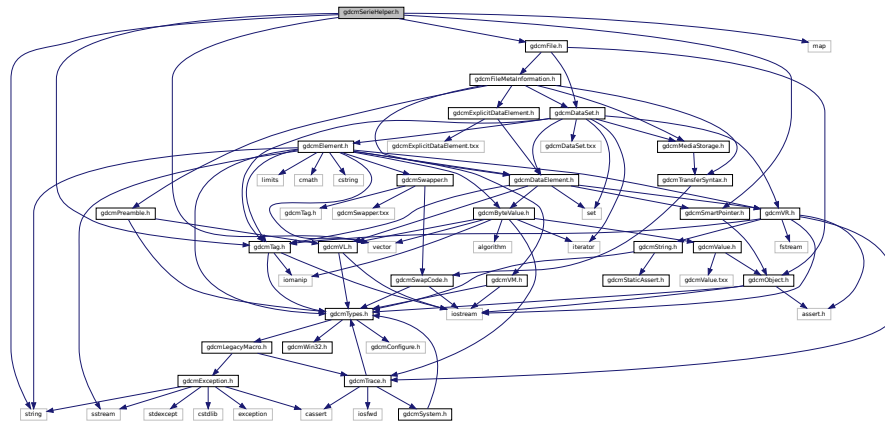 gdcmSerieHelper.h
gdcmFile.h
map
gdcmFileMetaInformation.h
gdcmExplicitDataElement.h
gdcmDataSet.h
gdcmElement.h
gdcmExplicitDataElement.txx
gdcmDataSet.txx
gdcmMediaStorage.h
limits
cmath
cstring
gdcmSwapper.h
gdcmDataElement.h
gdcmTransferSyntax.h
gdcmPreamble.h
gdcmTag.h
gdcmSwapper.txx
gdcmByteValue.h
set
gdcmSmartPointer.h
gdcmVR.h
gdcmTag.h
gdcmVL.h
vector
algorithm
iterator
gdcmString.h
gdcmValue.h
fstream
iomanip
gdcmSwapCode.h
gdcmVM.h
gdcmStaticAssert.h
gdcmValue.txx
gdcmObject.h
gdcmTypes.h
iostream
assert.h
gdcmLegacyMacro.h
gdcmWin32.h
gdcmConfigure.h
gdcmException.h
gdcmTrace.h
string
sstream
stdexcept
cstdlib
exception
cassert
iosfwd
gdcmSystem.h